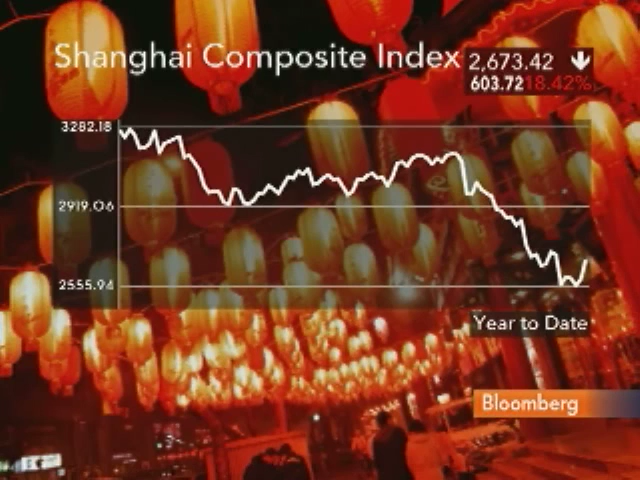 Shanghai Composite Index 2,673.42
603.72 18.42%
3282.18
2919.06
2555.94
Year to Date
Bloomberg